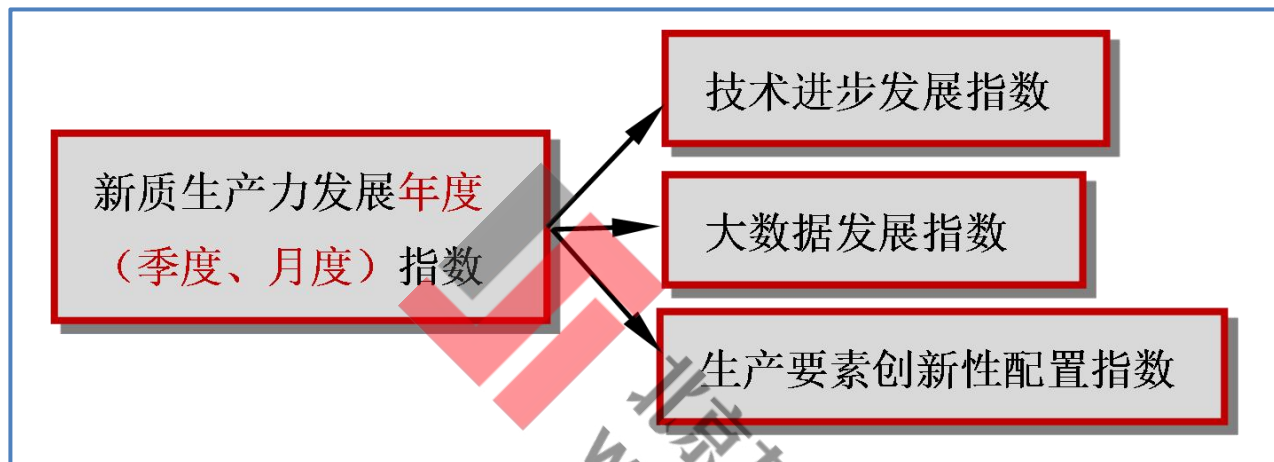 技术进步发展指数
新质生产力发展年度
（季度、月度）指数
大数据发展指数
生产要素创新性配置指数
北京